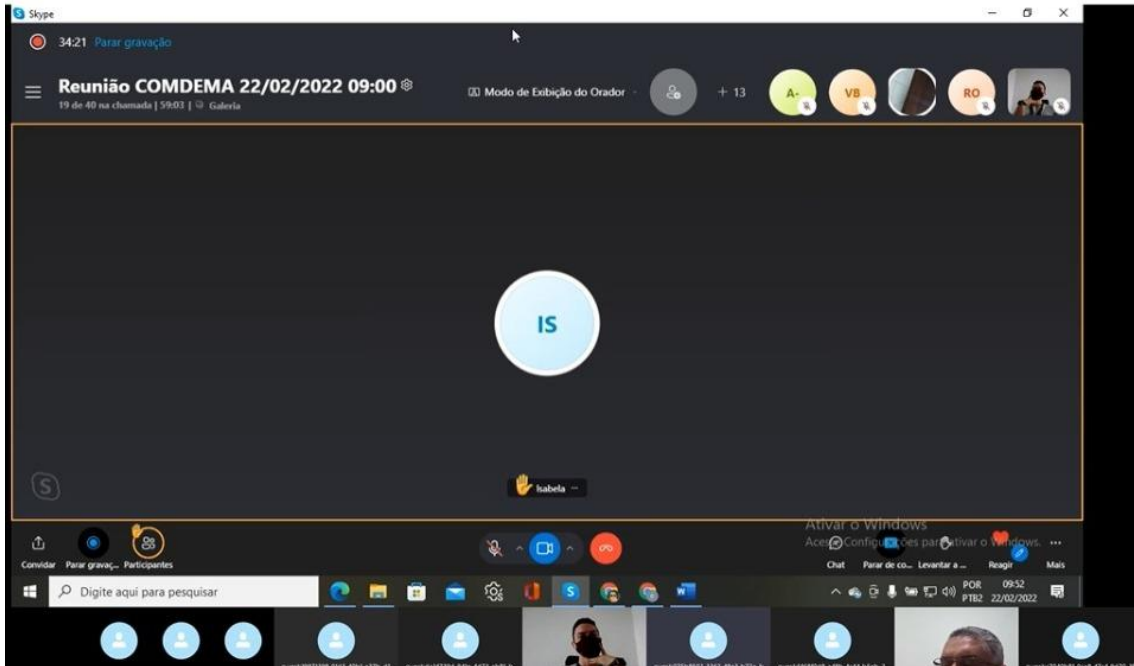 Skype
34:21 Parar gravação
Reunião COMDEMA 22/02/2022 09:00
19 de 40 na chamada | 59:03 | Galeria
Modo de Exibição do Orador
+ 13
A-
VB
RO
IS
Isabela
Ativar o Windows
Acesse Configurações para ativar o Windows.
Convidar
Parar gravaç...
Participantes
Chat
Parar de co...
Levantar a ...
Reagir
Mais
Digite aqui para pesquisar
POR
PTB2
09:52
22/02/2022